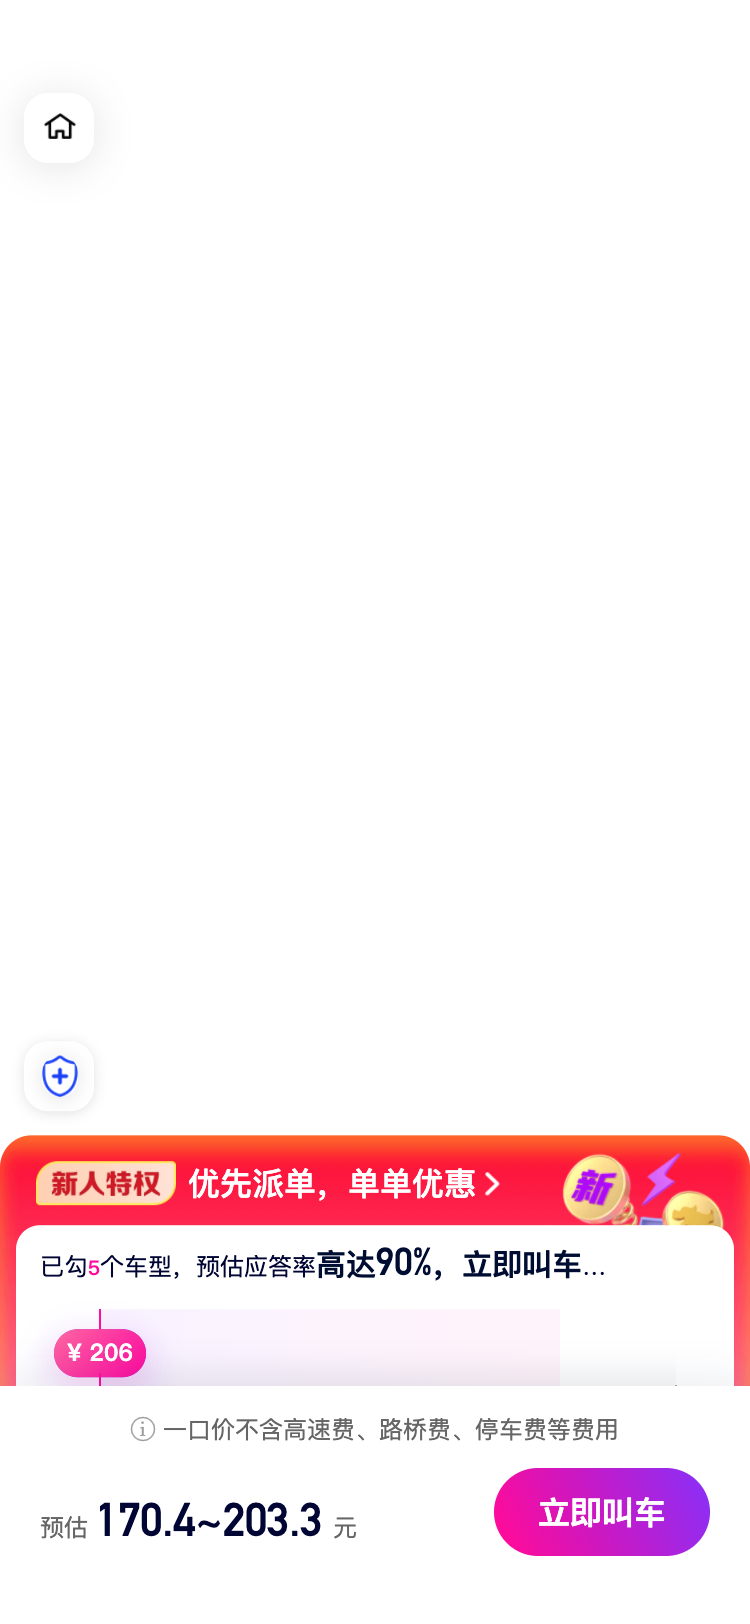 新人特权 优先派单，单单优惠
新
已勾5个车型，预估应答率高达90%，立即叫车...
¥ 206
一口价不含高速费、路桥费、停车费等费用
预估 170.4~203.3 元
立即叫车